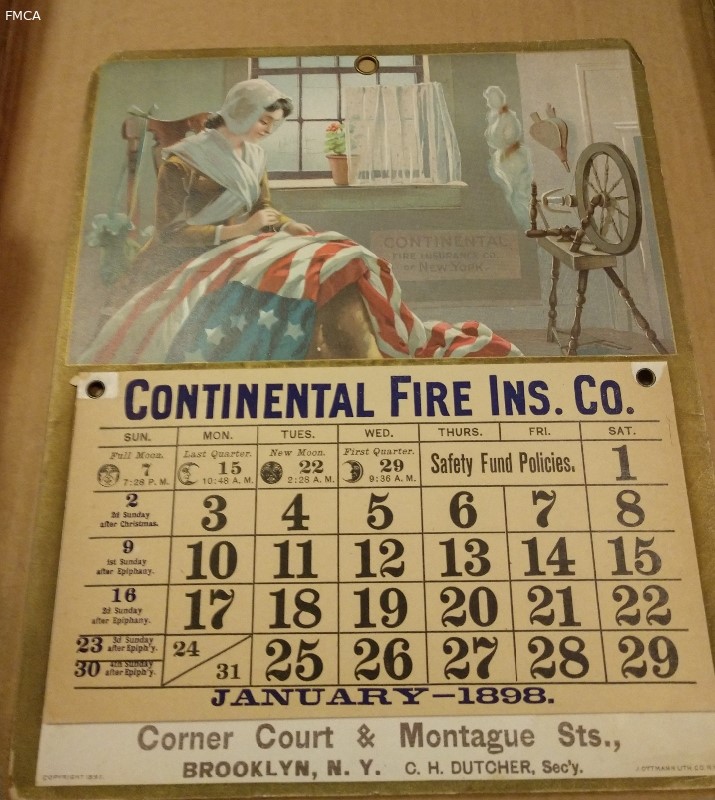 FMCA
CONTINENTAL
FIRE INSURANCE CO.
OF NEW YORK
CONTINENTAL FIRE INS. CO.
SUN. MON. TUES. WED. THURS. FRI. SAT.
Full Moon. 7 7:28 P. M. Last Quarter. 15 10:48 A. M. New Moon. 22 2:28 A. M. First Quarter. 29 9:36 A. M. Safety Fund Policies. 1
2 2d Sunday after Christmas. 3 4 5 6 7 8
9 1st Sunday after Epiphany. 10 11 12 13 14 15
16 2d Sunday after Epiphany. 17 18 19 20 21 22
23 3d Sunday after Epiph'y. 24 25 26 27 28 29
30 4th Sunday after Epiph'y. 31
JANUARY-1898.
Corner Court & Montague Sts.,
BROOKLYN, N. Y. C. H. DUTCHER, Sec'y.
COPYRIGHT J. OTTMANN LITH. CO.